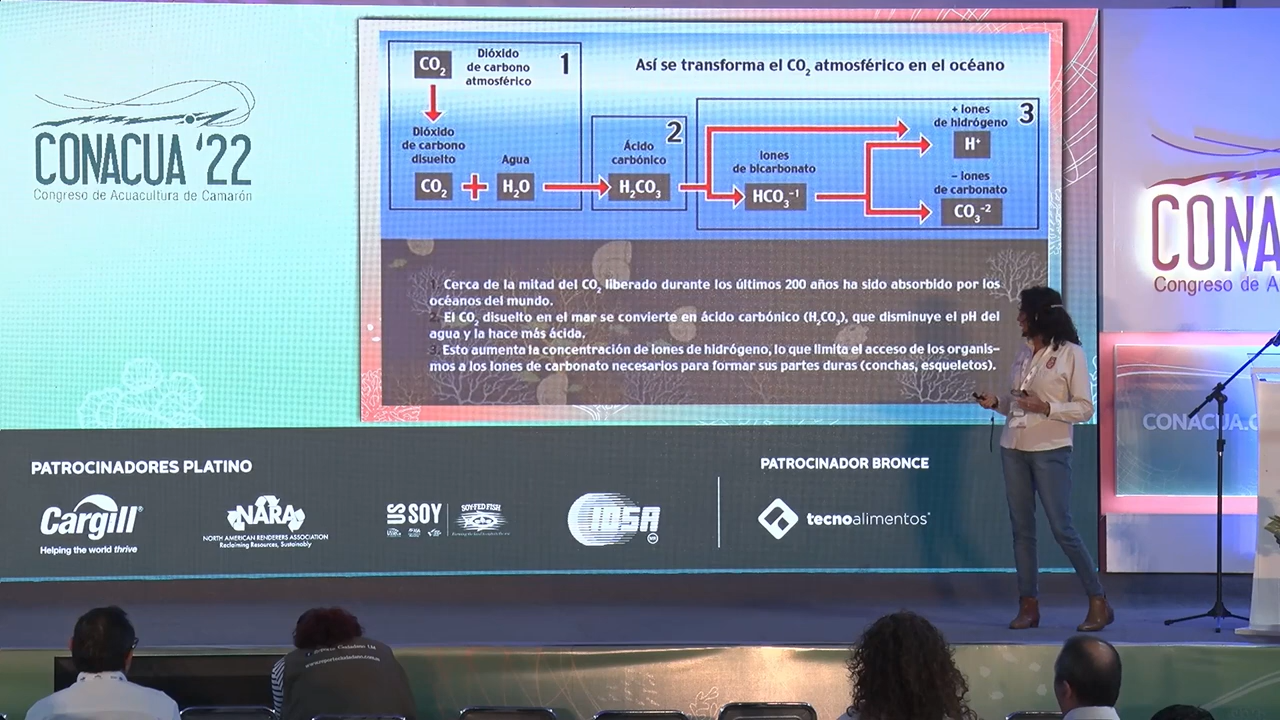 CONACUA '22
Congreso de Acuacultura de Camarón
CO2
Dióxido
de carbono
atmosférico
1
Así se transforma el CO2 atmosférico en el océano
Dióxido
de carbono
disuelto
Agua
CO2
H2O
2
Ácido
carbónico
H2CO3
Iones
de bicarbonato
HCO3-1
3
+ Iones
de hidrógeno
H+
– Iones
de carbonato
CO3-2
1. Cerca de la mitad del CO2 liberado durante los últimos 200 años ha sido absorbido por los
océanos del mundo.
2. El CO2 disuelto en el mar se convierte en ácido carbónico (H2CO3), que disminuye el pH del
agua y la hace más ácida.
3. Esto aumenta la concentración de iones de hidrógeno, lo que limita el acceso de los organis-
mos a los Iones de carbonato necesarios para formar sus partes duras (conchas, esqueletos).
CONA
Congreso de A
CONACUA.C
PATROCINADORES PLATINO
Cargill®
Helping the world thrive
NARA
NORTH AMERICAN RENDERERS ASSOCIATION
Reclaiming Resources, Sustainably
US SOY
SOY-FED FISH
IOSA
PATROCINADOR BRONCE
tecnoalimentos